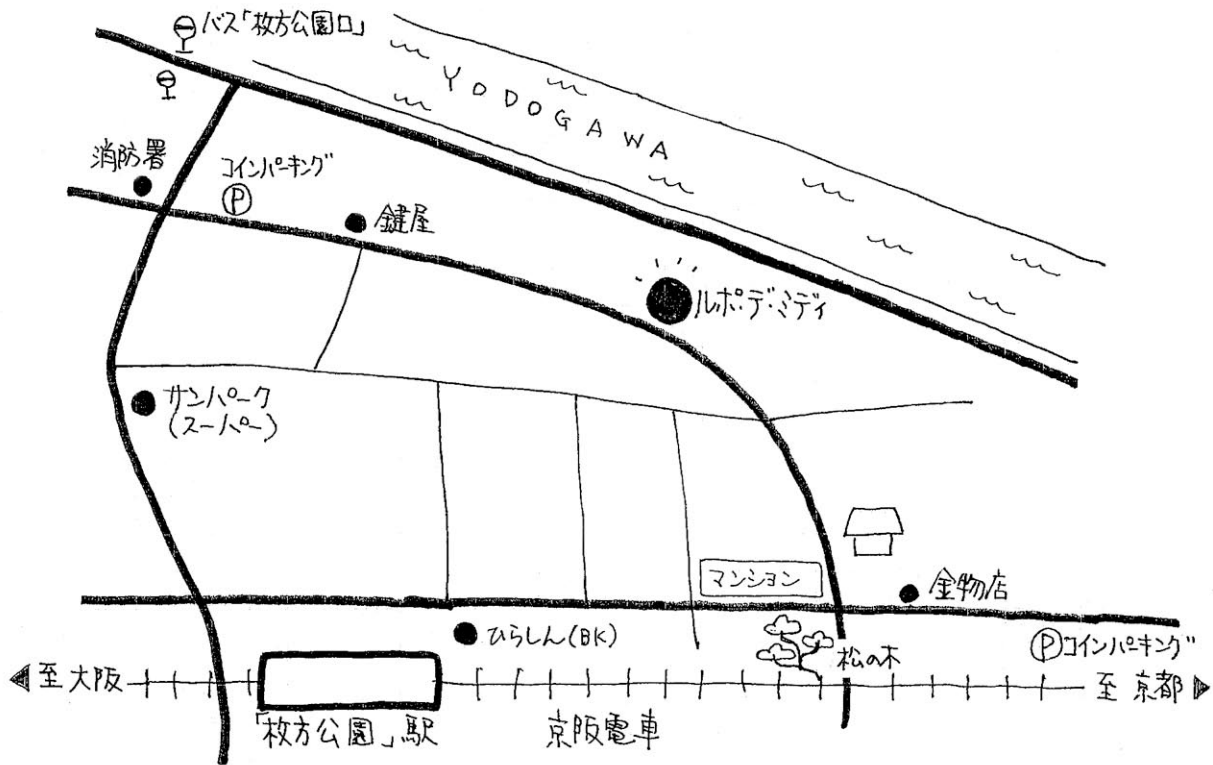 バス「枚方公園口」
YODOGAWA
消防署
コインパーキング
P
鍵屋
ルポ・デ・ミディ
サンパーク
(スーパー)
マンション
金物店
ひらしん(BK)
松の木
P コインパーキング
至大阪
至 京都
「枚方公園」駅
京阪電車